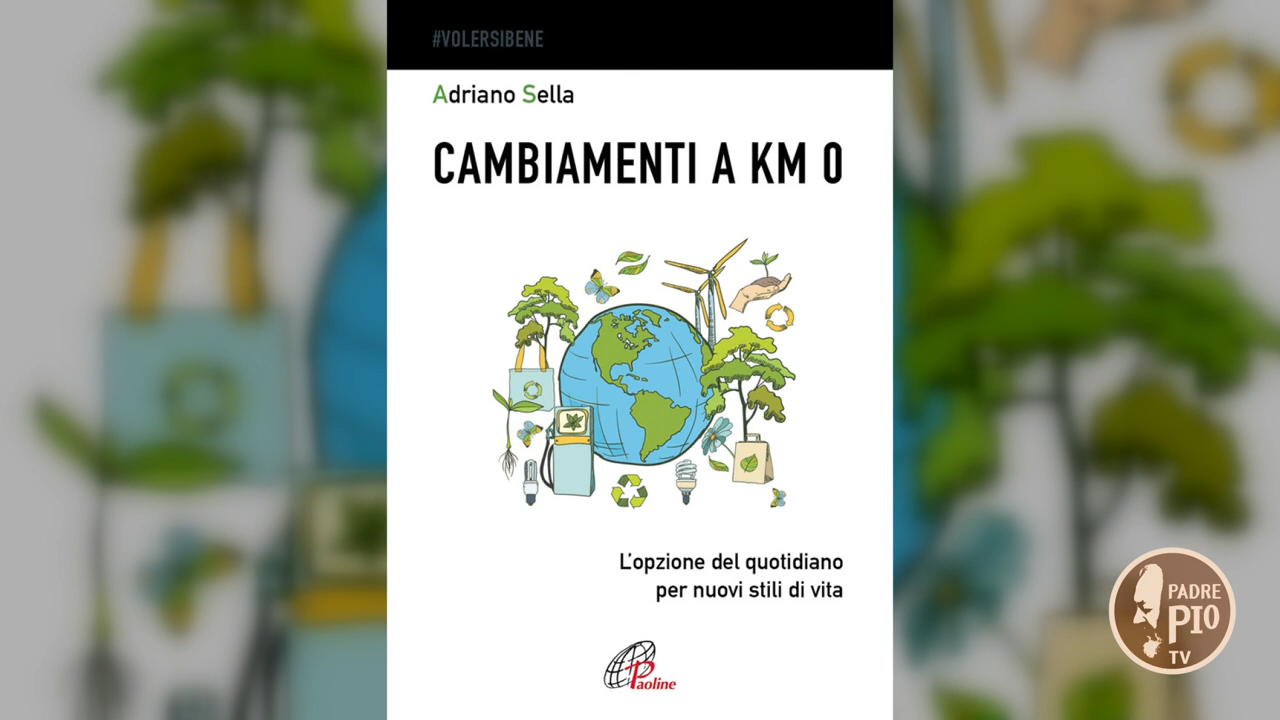 #VOLERSIBENE
Adriano Sella
CAMBIAMENTI A KM 0
L'opzione del quotidiano
per nuovi stili di vita
Paoline
PADRE
PIO
TV